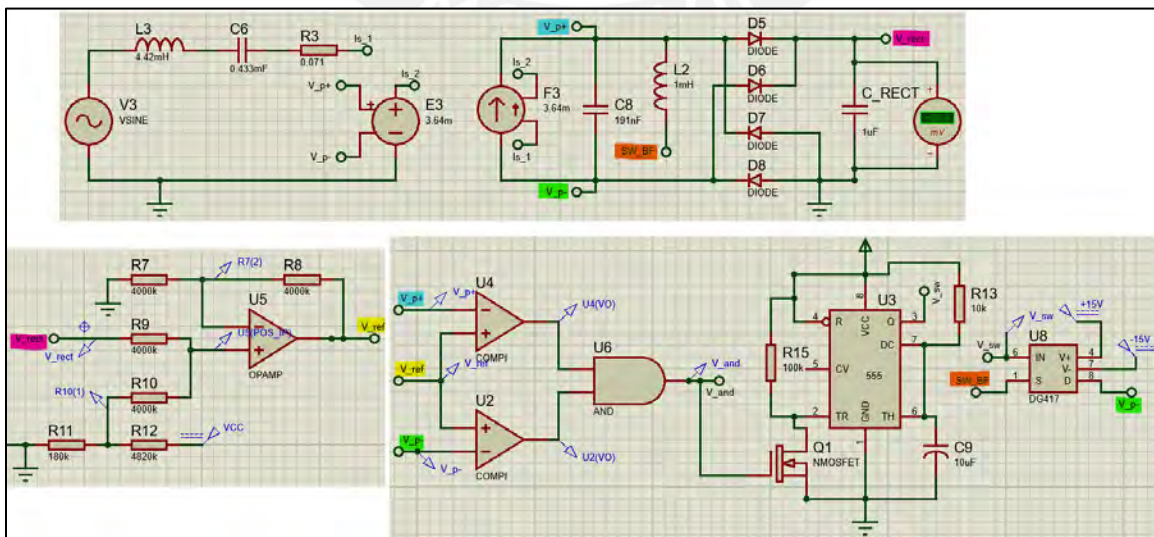 L3
4.42mH
C6
0.433mF
R3
0.071
Is_1
V3
VSINE
V_p+
V_p-
Is_2
E3
3.64m
V_p+
V_p-
Is_2
F3
3.64m
Is_1
C8
191nF
L2
1mH
SW_BF
D5
DIODE
D6
DIODE
D7
DIODE
D8
DIODE
V_rect
C_RECT
1uF
+
mV
R7
4000k
R7(2)
R8
4000k
U5
V_ref
V_rect
R9
4000k
U5(POS_IP)
V_rect
OPAMP
R10(1)
R10
4000k
R11
180k
R12
4820k
VCC
V_p+
V_p+
U4
U4(VO)
COMPI
V_ref
V_ref
U2
COMPI
V_p-
V_p-
U2(VO)
U6
AND
V_and
V_and
R15
100k
Q1
NMOSFET
U3
V_sw
4
R
8
VCC
Q
3
DC
7
5
CV
555
2
TR
GND
1
TH
6
R13
10k
C9
10uF
V_sw
V_sw
+15V
-15V
U8
6
IN
V+
4
V-
7
1
S
D
8
DG417
SW_BF
V_p-